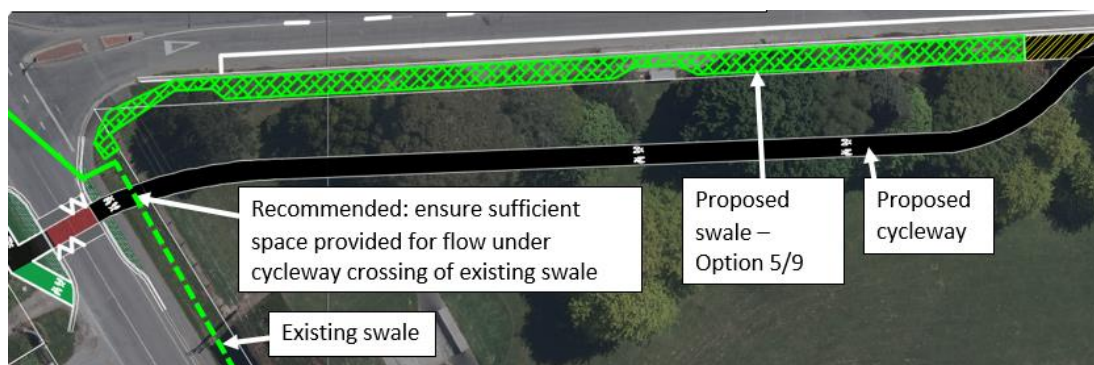 Recommended: ensure sufficient
space provided for flow under
cycleway crossing of existing swale
Existing swale
Proposed
swale –
Option 5/9
Proposed
cycleway